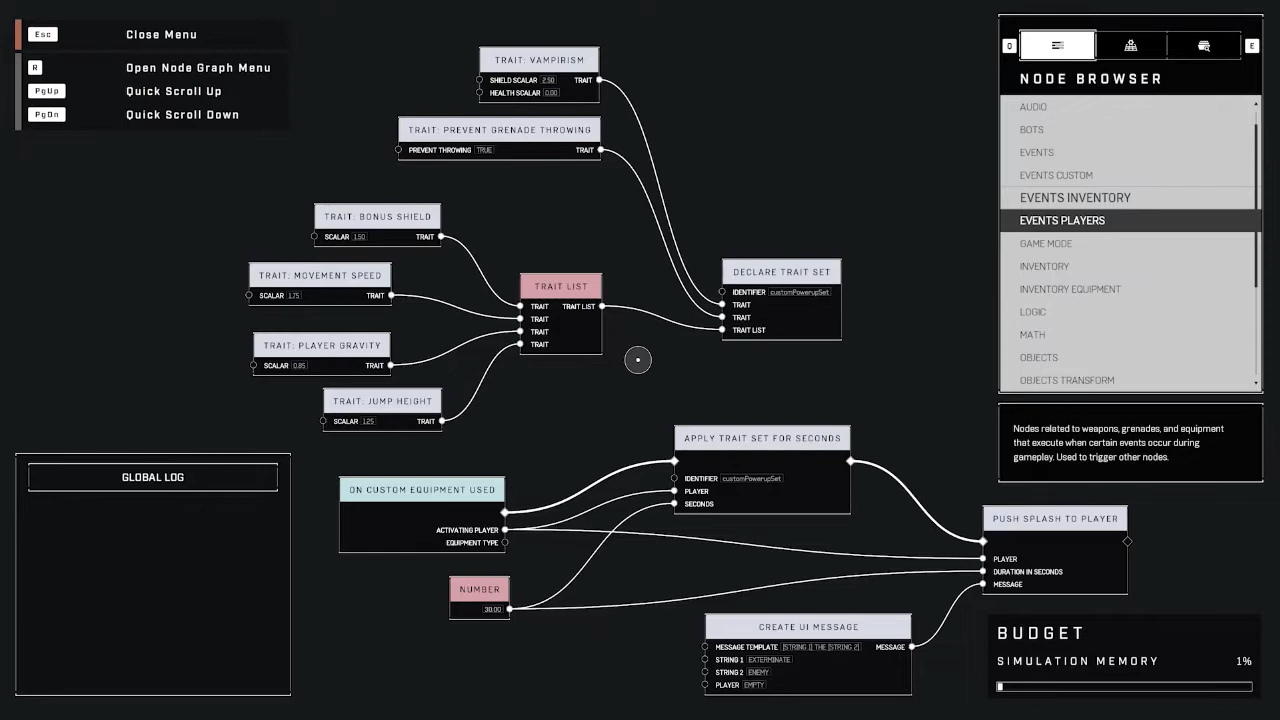 Esc Close Menu
R Open Node Graph Menu
PgUp Quick Scroll Up
PgDn Quick Scroll Down
TRAIT: VAMPIRISM
SHIELD SCALAR 2.50 TRAIT
HEALTH SCALAR 0.00
TRAIT: PREVENT GRENADE THROWING
PREVENT THROWING TRUE TRAIT
TRAIT: BONUS SHIELD
SCALAR 1.50 TRAIT
TRAIT: MOVEMENT SPEED
SCALAR 1.75 TRAIT
TRAIT: PLAYER GRAVITY
SCALAR 0.85 TRAIT
TRAIT: JUMP HEIGHT
SCALAR 1.25 TRAIT
TRAIT LIST
TRAIT TRAIT LIST
TRAIT
TRAIT
TRAIT
DECLARE TRAIT SET
IDENTIFIER customPowerupSet
TRAIT
TRAIT
TRAIT LIST
GLOBAL LOG
ON CUSTOM EQUIPMENT USED
ACTIVATING PLAYER
EQUIPMENT TYPE
NUMBER
30.00
APPLY TRAIT SET FOR SECONDS
IDENTIFIER customPowerupSet
PLAYER
SECONDS
CREATE UI MESSAGE
MESSAGE TEMPLATE [STRING 1] THE [STRING 2] MESSAGE
STRING 1 EXTERMINATE
STRING 2 ENEMY
PLAYER EMPTY
PUSH SPLASH TO PLAYER
PLAYER
DURATION IN SECONDS
MESSAGE
Q E
NODE BROWSER
AUDIO
BOTS
EVENTS
EVENTS CUSTOM
EVENTS INVENTORY
EVENTS PLAYERS
GAME MODE
INVENTORY
INVENTORY EQUIPMENT
LOGIC
MATH
OBJECTS
OBJECTS TRANSFORM
Nodes related to weapons, grenades, and equipment
that execute when certain events occur during
gameplay. Used to trigger other nodes.
BUDGET
SIMULATION MEMORY 1%